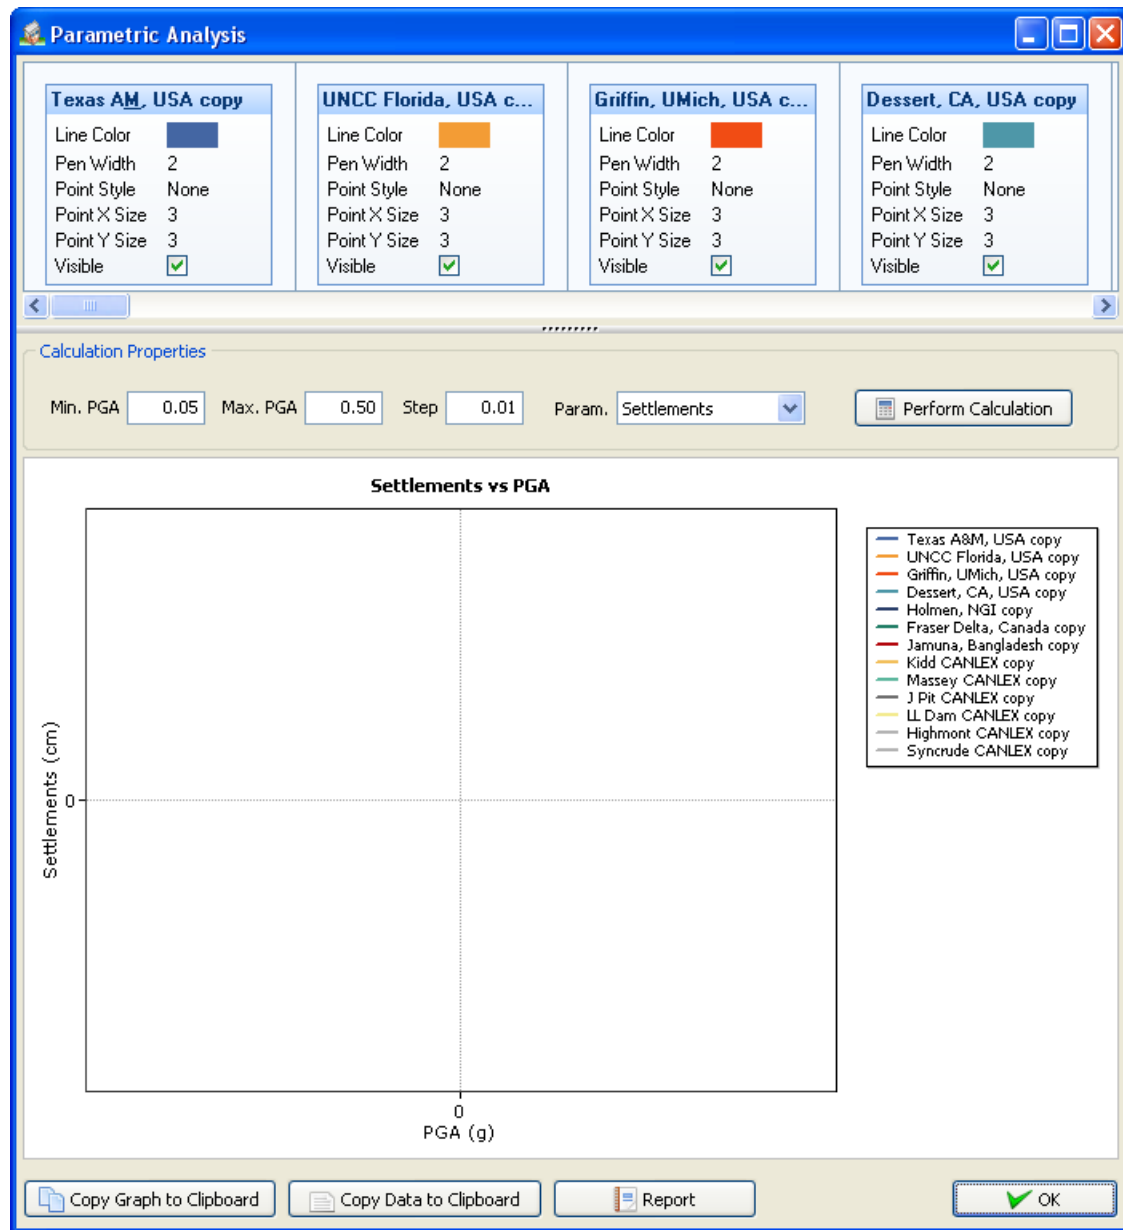 Parametric Analysis
Texas AM, USA copy
Line Color
Pen Width 2
Point Style None
Point X Size 3
Point Y Size 3
Visible
UNCC Florida, USA c...
Line Color
Pen Width 2
Point Style None
Point X Size 3
Point Y Size 3
Visible
Griffin, UMich, USA c...
Line Color
Pen Width 2
Point Style None
Point X Size 3
Point Y Size 3
Visible
Dessert, CA, USA copy
Line Color
Pen Width 2
Point Style None
Point X Size 3
Point Y Size 3
Visible
Calculation Properties
Min. PGA 0.05 Max. PGA 0.50 Step 0.01 Param. Settlements Perform Calculation
Settlements vs PGA
Texas A&M, USA copy
UNCC Florida, USA copy
Griffin, UMich, USA copy
Dessert, CA, USA copy
Holmen, NGI copy
Fraser Delta, Canada copy
Jamuna, Bangladesh copy
Kidd CANLEX copy
Massey CANLEX copy
J Pit CANLEX copy
LL Dam CANLEX copy
Highmont CANLEX copy
Syncrude CANLEX copy
Settlements (cm)
0
0
PGA (g)
Copy Graph to Clipboard Copy Data to Clipboard Report OK